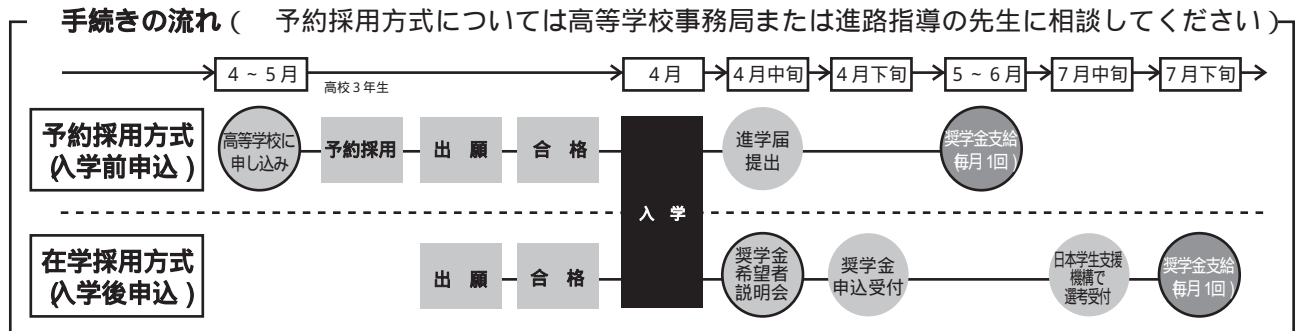 手続きの流れ（　予約採用方式については高等学校事務局または進路指導の先生に相談してください）
4～5月
高校3年生
4月
4月中旬
4月下旬
5～6月
7月中旬
7月下旬
予約採用方式
(入学前申込)
高等学校に
申し込み
予約採用
出　願
合　格
進学届
提出
奨学金支給
(毎月1回)
入　学
在学採用方式
(入学後申込)
出　願
合　格
奨学金
希望者
説明会
奨学金
申込受付
日本学生支援
機構で
選考受付
奨学金支給
(毎月1回)